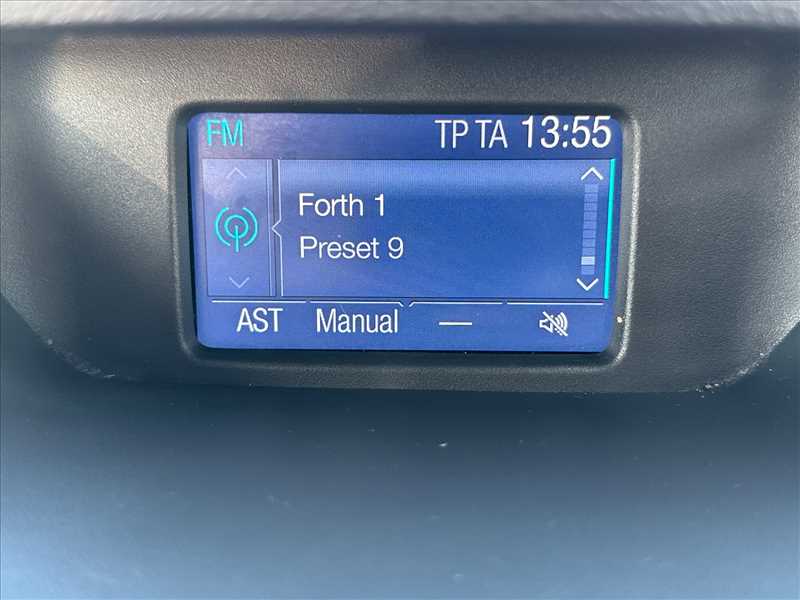 FM TP TA 13:55
Forth 1
Preset 9
AST Manual —